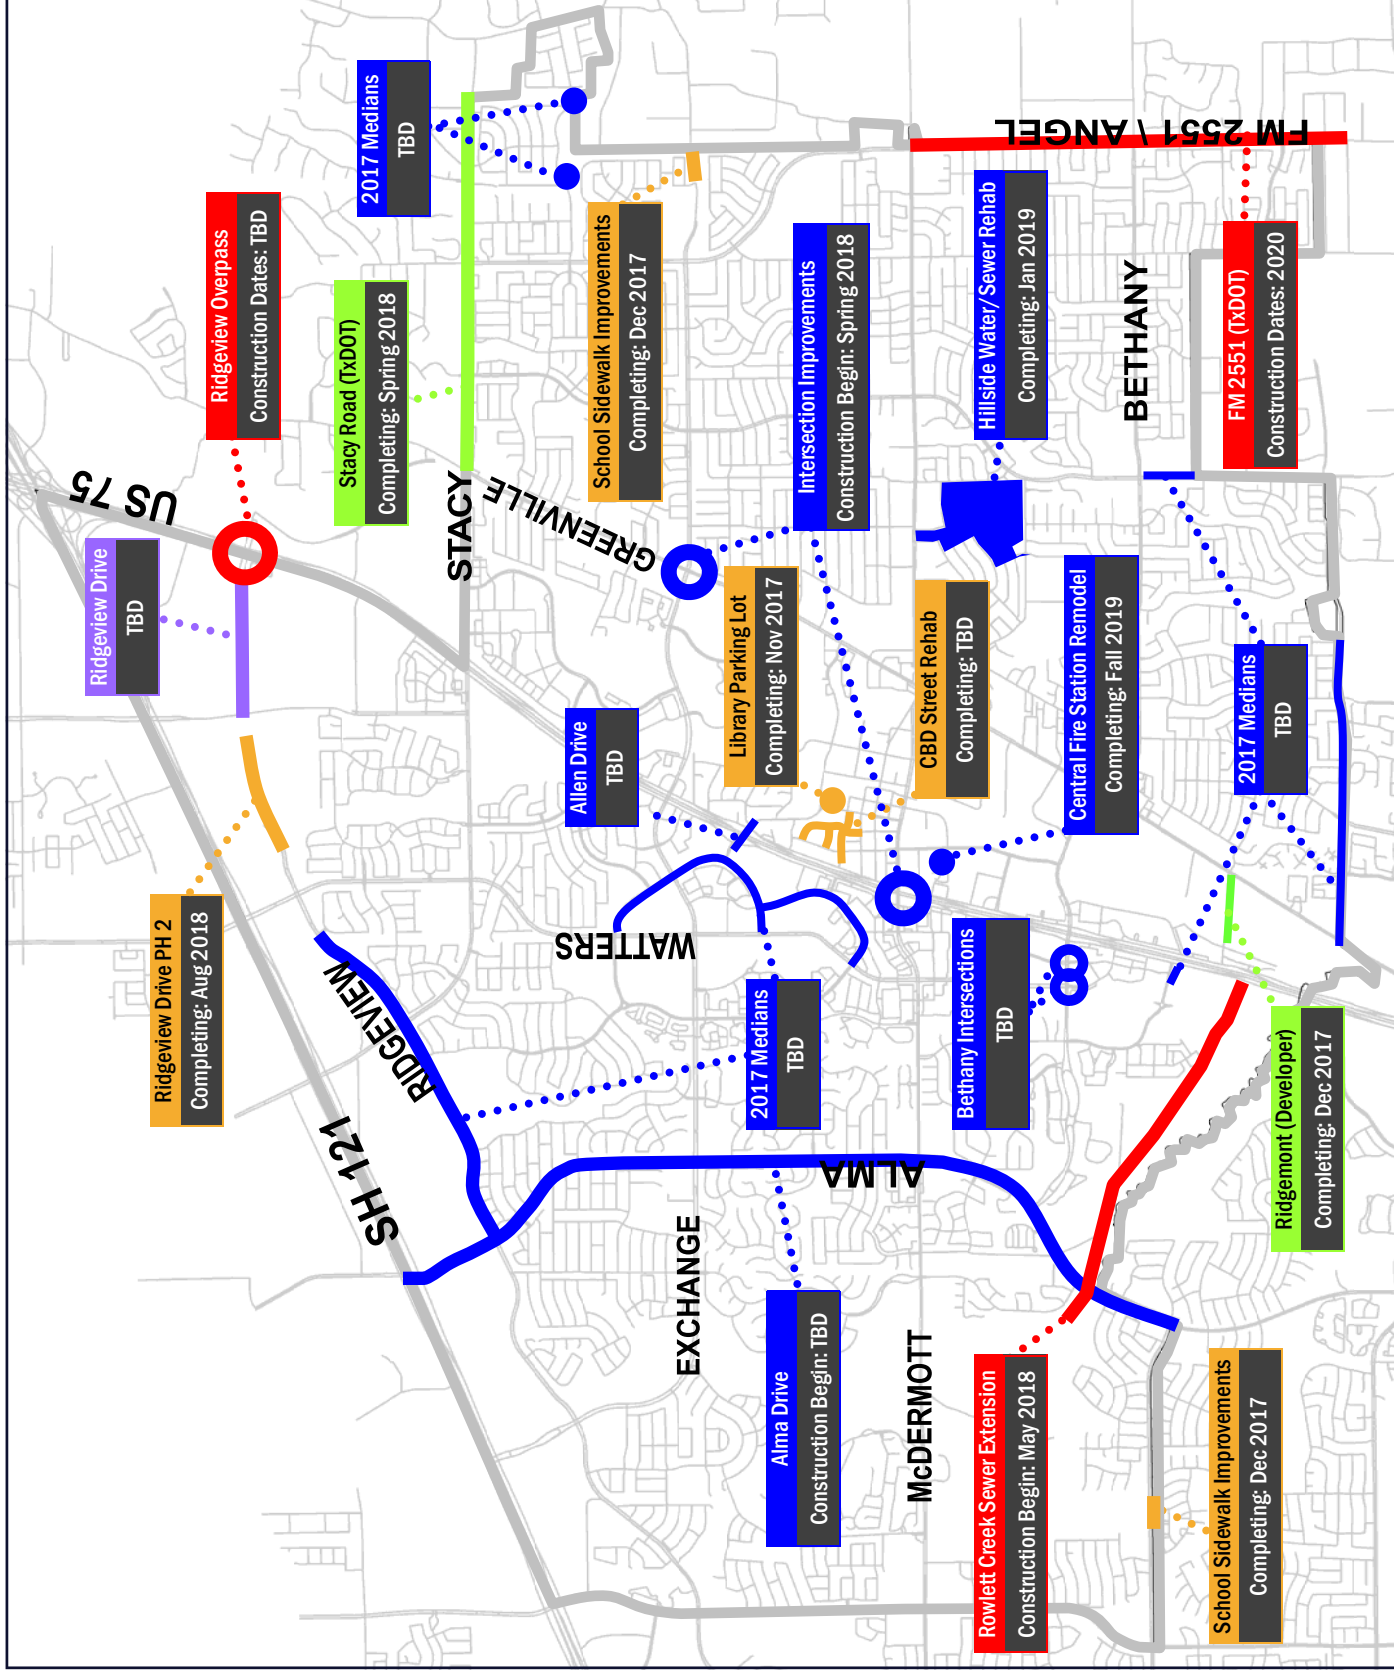 US 75
Ridgeview Drive
TBD
Ridgeview Overpass
Construction Dates: TBD
2017 Medians
TBD
Stacy Road (TxDOT)
Completing: Spring 2018
STACY
GREENVILLE
School Sidewalk Improvements
Completing: Dec 2017
FM 2551 \ ANGEL
Intersection Improvements
Construction Begin: Spring 2018
Hillside Water/Sewer Rehab
Completing: Jan 2019
BETHANY
FM 2551 (TxDOT)
Construction Dates: 2020
Ridgeview Drive PH 2
Completing: Aug 2018
Allen Drive
TBD
Library Parking Lot
Completing: Nov 2017
CBD Street Rehab
Completing: TBD
Central Fire Station Remodel
Completing: Fall 2019
2017 Medians
TBD
RIDGEVIEW
WATTERS
2017 Medians
TBD
Bethany Intersections
TBD
SH 121
ALMA
EXCHANGE
Ridgemont (Developer)
Completing: Dec 2017
Alma Drive
Construction Begin: TBD
McDERMOTT
Rowlett Creek Sewer Extension
Construction Begin: May 2018
School Sidewalk Improvements
Completing: Dec 2017